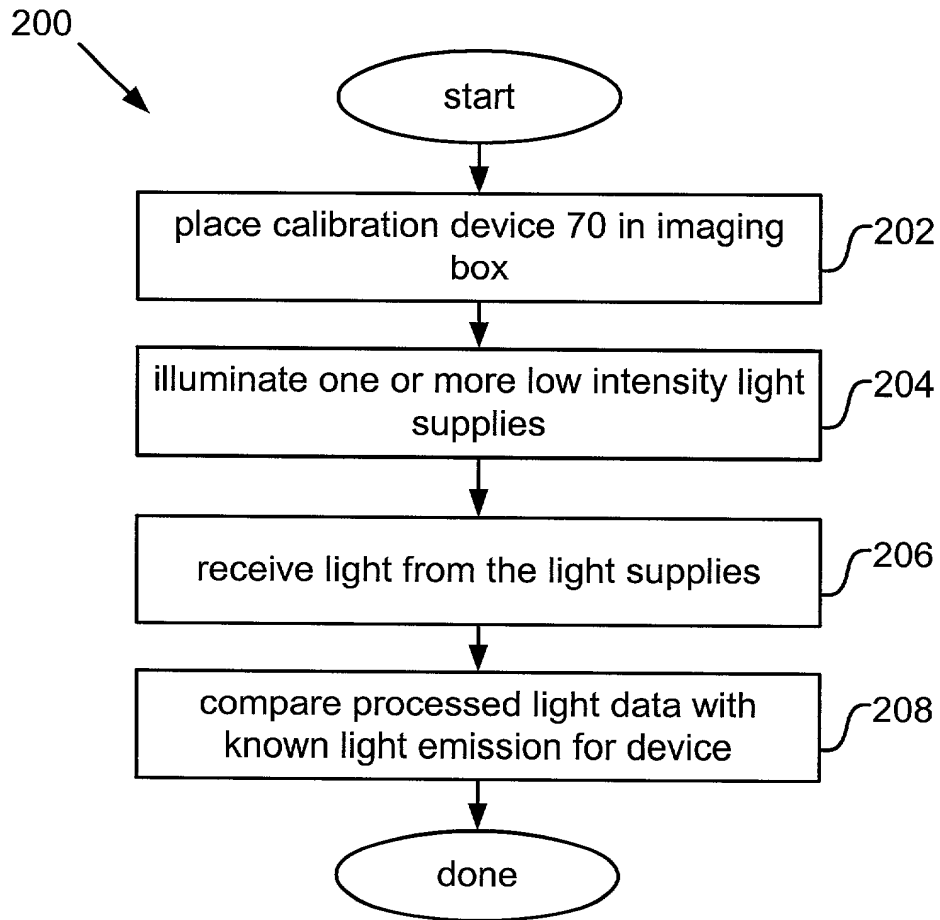 200
start
place calibration device 70 in imaging
box
202
illuminate one or more low intensity light
supplies
204
receive light from the light supplies
206
compare processed light data with
known light emission for device
208
done